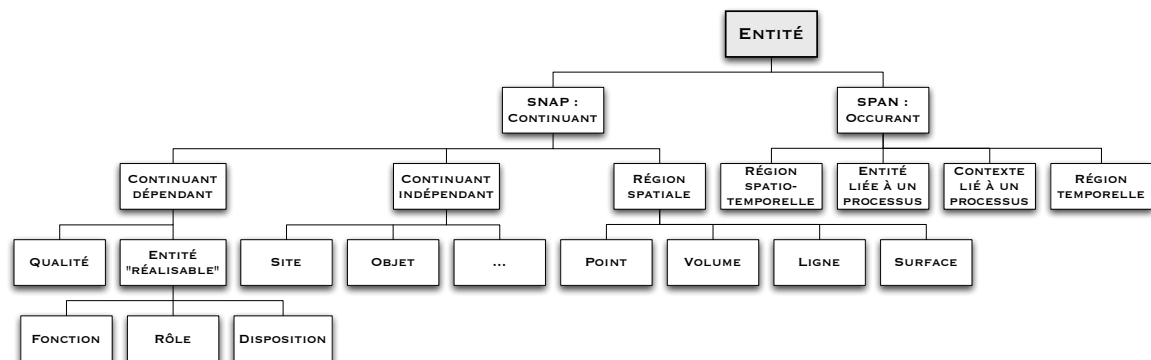 ENTITÉ
SNAP :
CONTINUANT
SPAN :
OCCURANT
CONTINUANT
DÉPENDANT
CONTINUANT
INDÉPENDANT
RÉGION
SPATIALE
RÉGION
SPATIO-
TEMPORELLE
ENTITÉ
LIÉE À UN
PROCESSUS
CONTEXTE
LIÉ À UN
PROCESSUS
RÉGION
TEMPORELLE
QUALITÉ
ENTITÉ
"RÉALISABLE"
SITE
OBJET
...
POINT
VOLUME
LIGNE
SURFACE
FONCTION
RÔLE
DISPOSITION